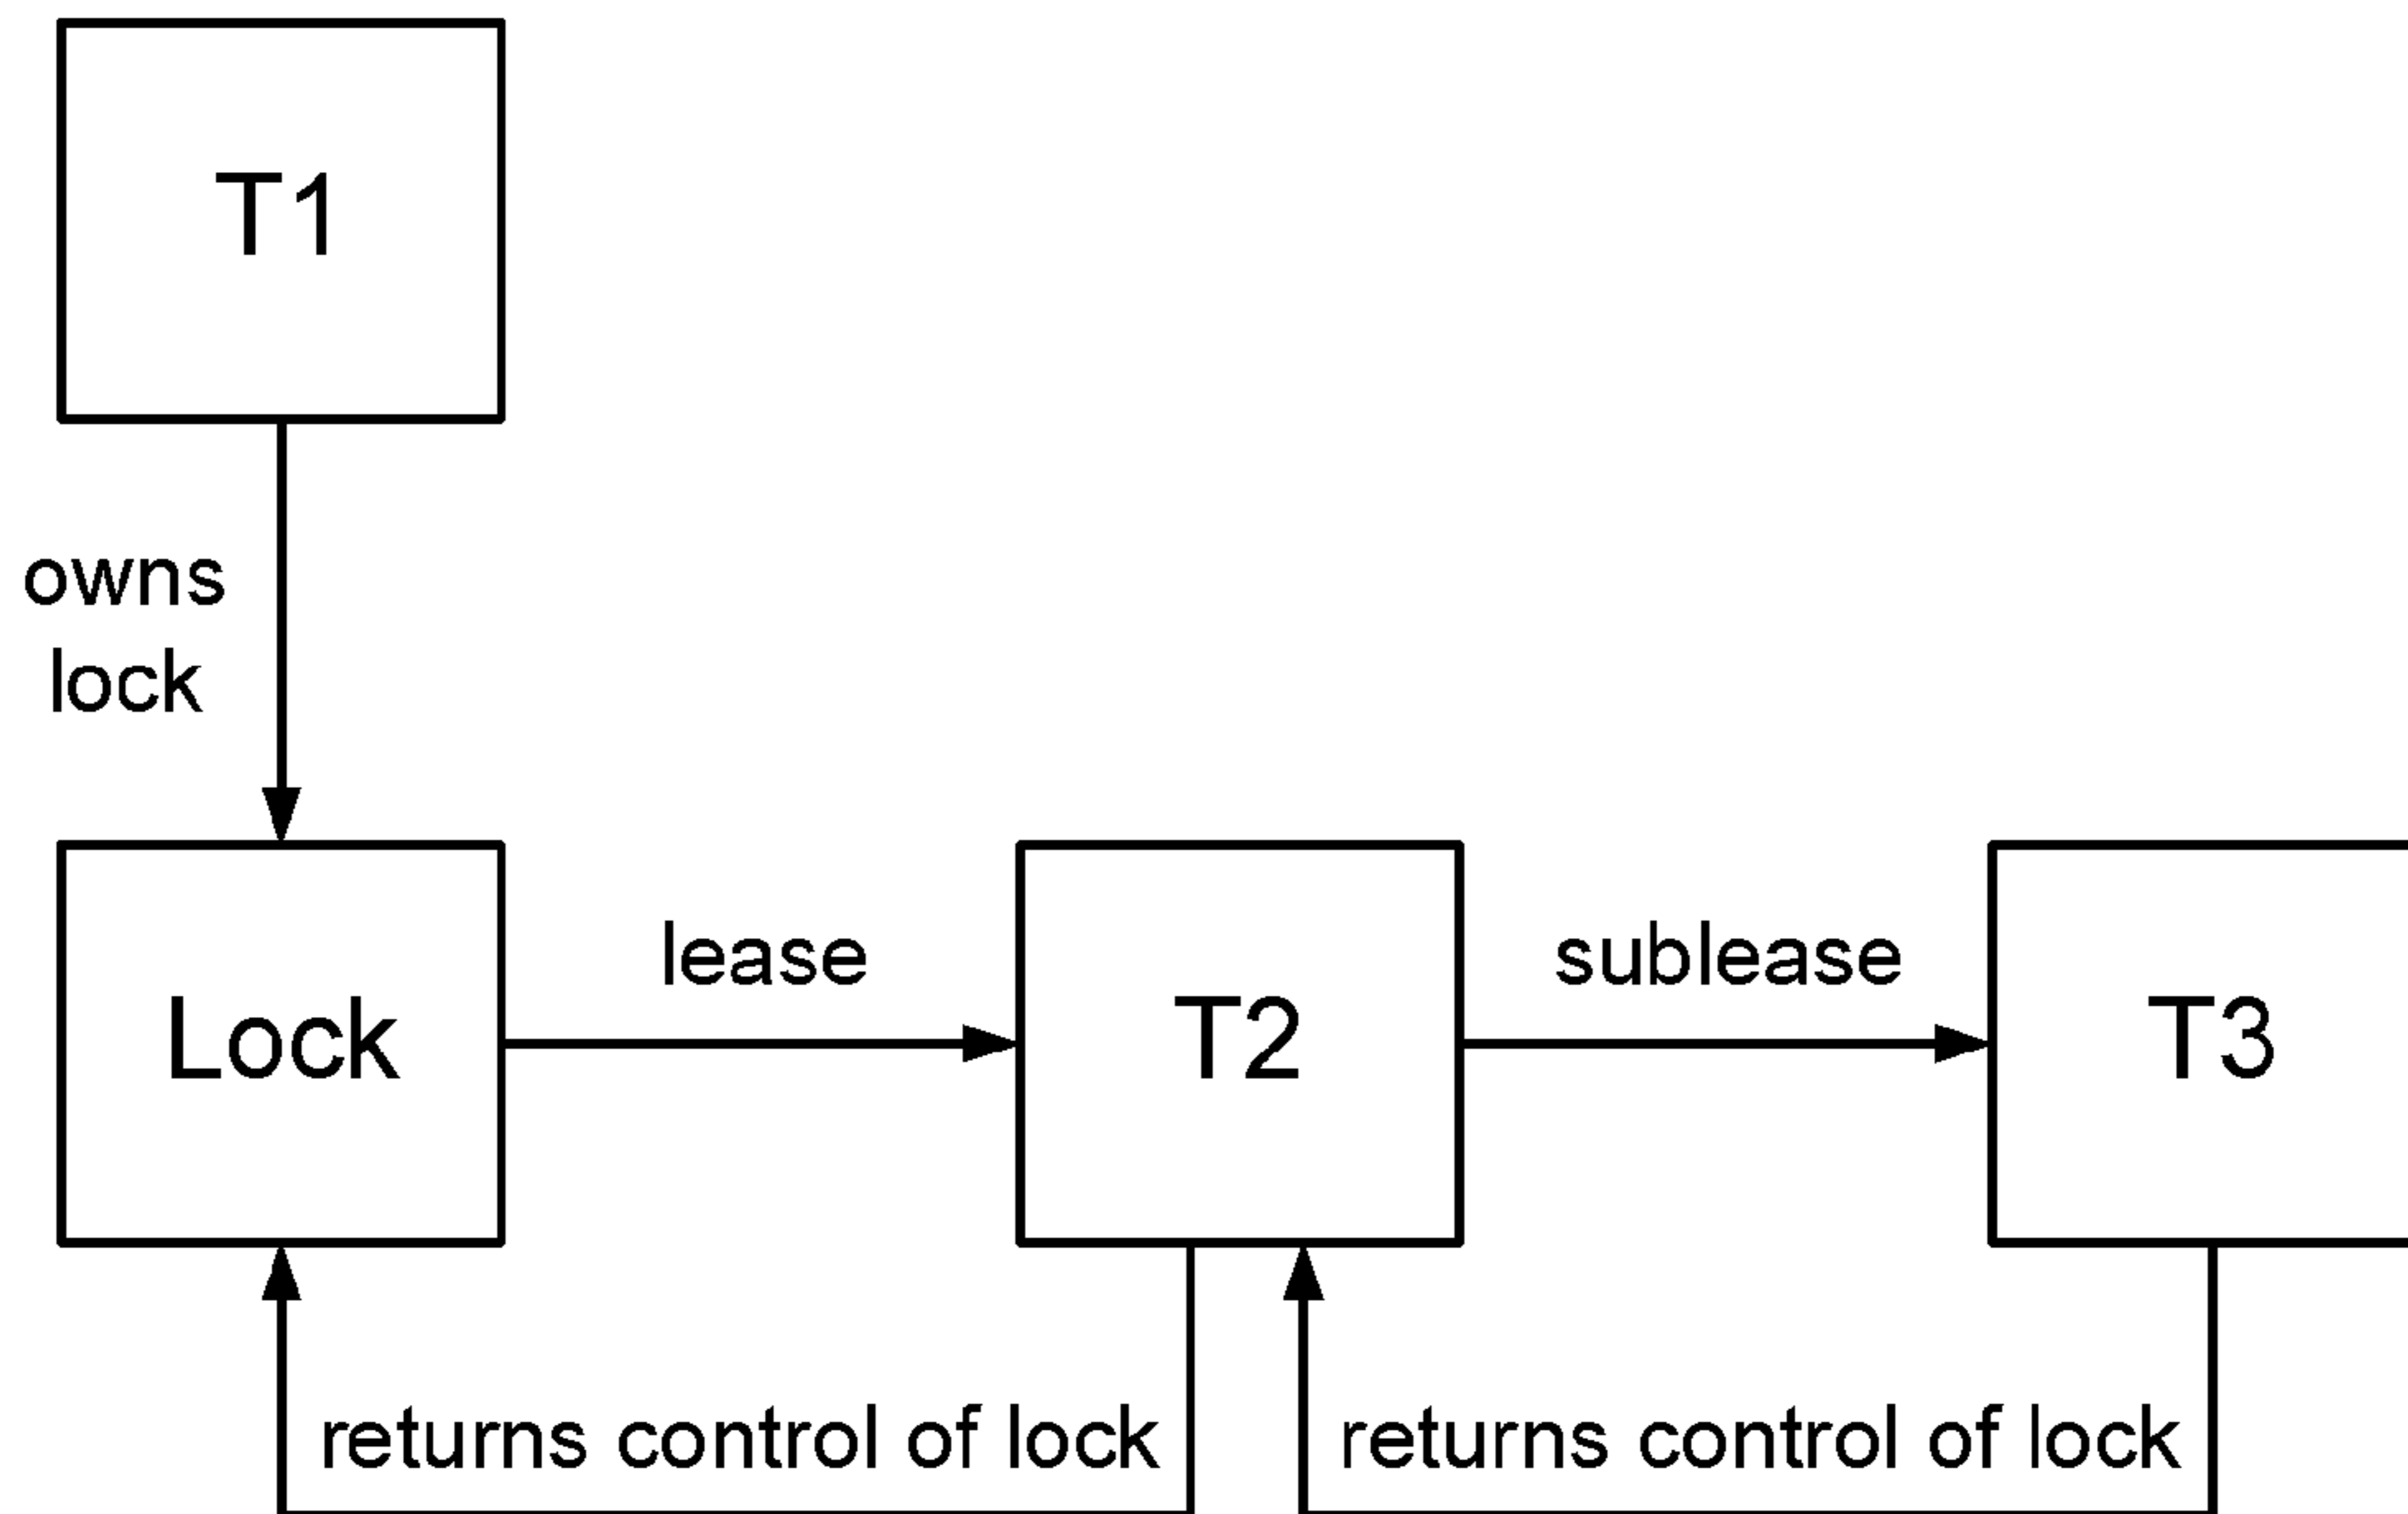 T1
owns
lock
Lock
lease
T2
sublease
T3
returns control of lock
returns control of lock